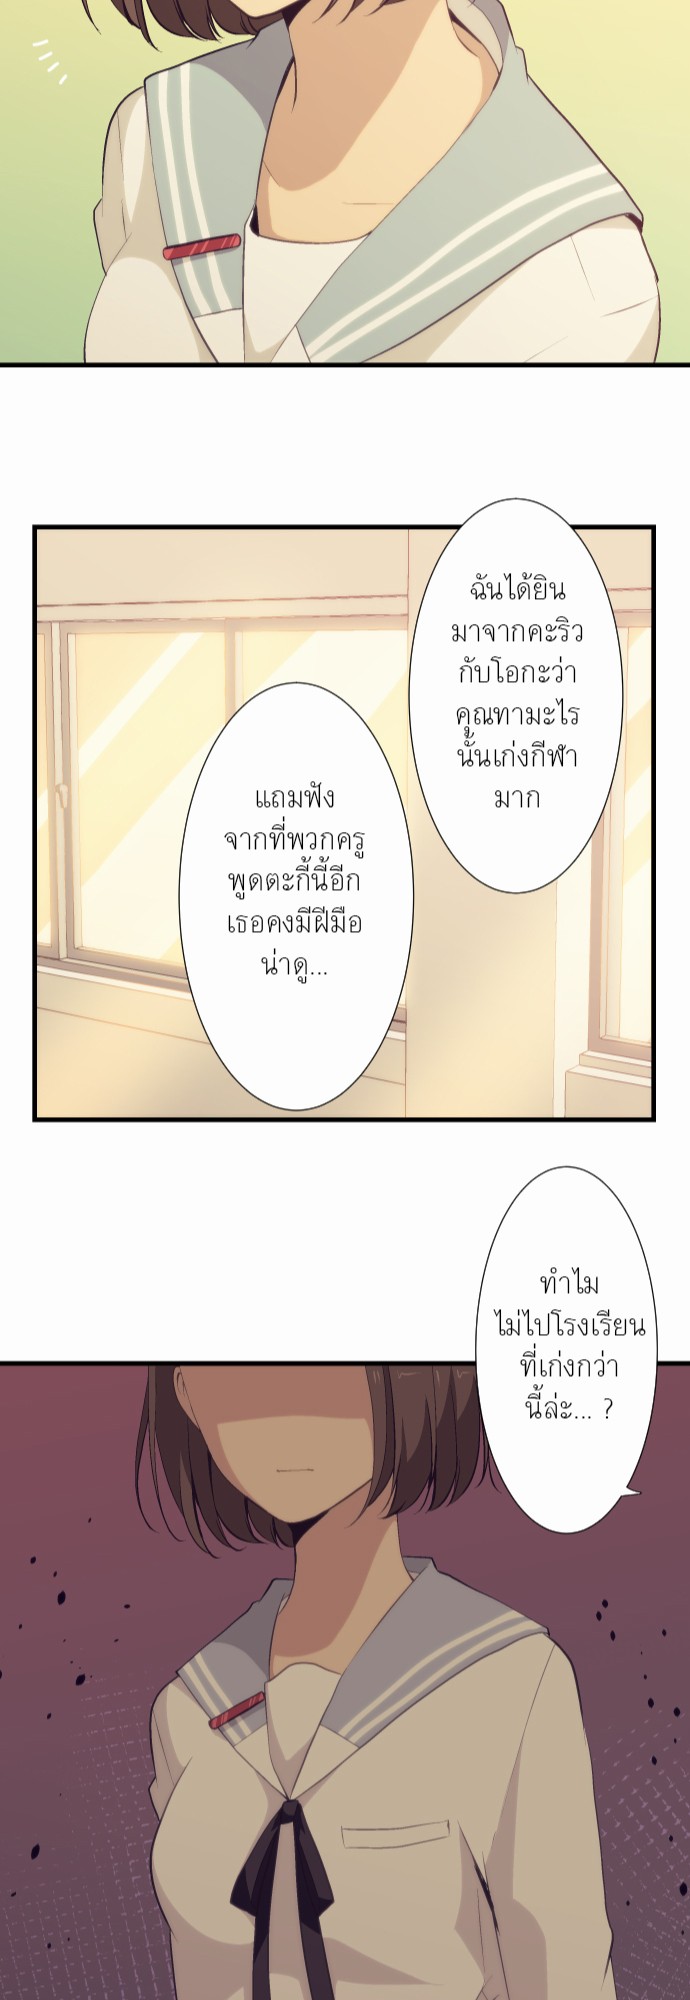 ฉันได้ยิน
มาจากคะริว
กับโอกะว่า
คุณทามะไร
นั้นเก่งกีฬา
มาก
แถมฟัง
จากที่พวกครู
พูดตะกี้นี้อีก
เธอคงมีฝีมือ
น่าดู...
ทำไม
ไม่ไปโรงเรียน
ที่เก่งกว่า
นี้ล่ะ... ?